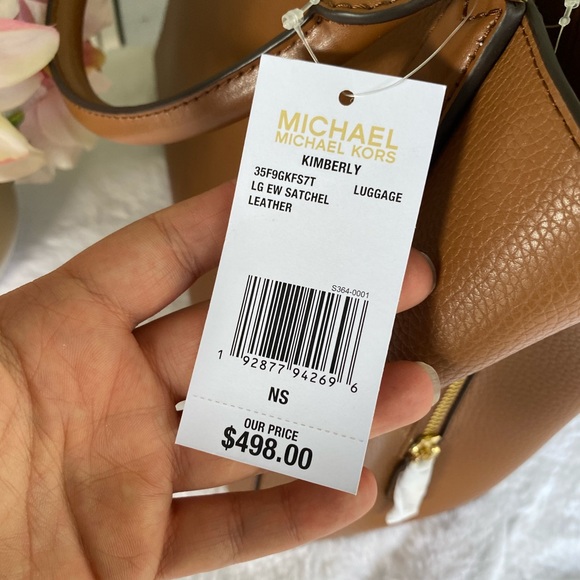 MICHAEL
MICHAEL KORS
KIMBERLY
35F9GKFS7T LUGGAGE
LG EW SATCHEL
LEATHER
S364-0001
1 92877 94269 6
NS
OUR PRICE
$498.00